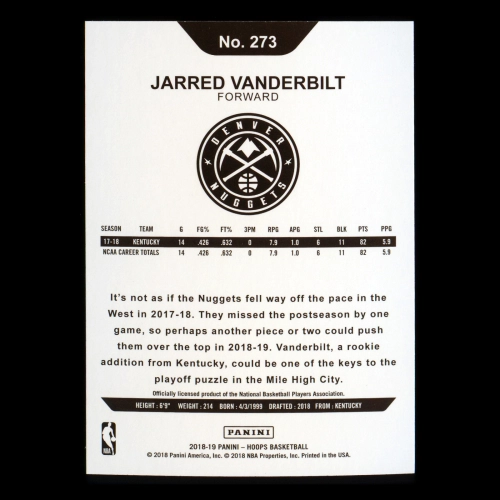 No. 273
JARRED VANDERBILT
FORWARD
DENVER
NUGGETS
SEASON TEAM G FG% FT% 3PM RPG APG STL BLK PTS PPG
17-18 KENTUCKY 14 .426 .632 0 7.9 1.0 6 11 82 5.9
NCAA CAREER TOTALS 14 .426 .632 0 7.9 1.0 6 11 82 5.9
It's not as if the Nuggets fell way off the pace in the
West in 2017-18. They missed the postseason by one
game, so perhaps another piece or two could push
them over the top in 2018-19. Vanderbilt, a rookie
addition from Kentucky, could be one of the keys to the
playoff puzzle in the Mile High City.
Officially licensed product of the National Basketball Players Association.
HEIGHT: 6'9" WEIGHT: 214 BORN: 4/3/1999 DRAFTED: 2018 FROM: KENTUCKY
PANINI
2018-19 PANINI – HOOPS BASKETBALL
© 2018 Panini America, Inc. © 2018 NBA Properties, Inc. Printed in the USA.
NBA